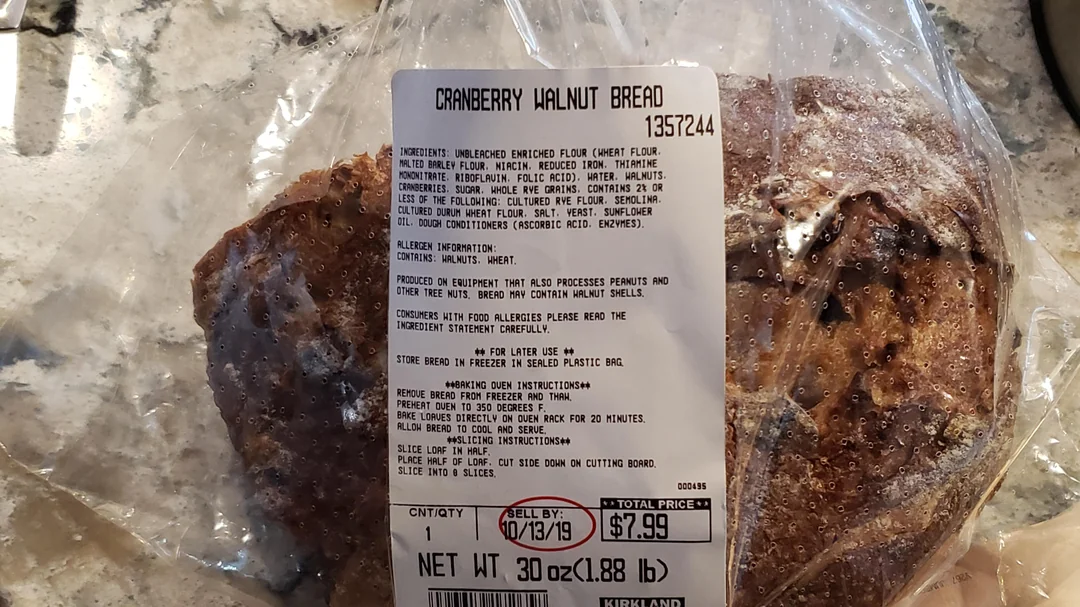 CRANBERRY WALNUT BREAD
1357244
INGREDIENTS: UNBLEACHED ENRICHED FLOUR (WHEAT FLOUR,
MALTED BARLEY FLOUR, NIACIN, REDUCED IRON, THIAMINE
MONONITRATE, RIBOFLAVIN, FOLIC ACID), WATER, WALNUTS,
CRANBERRIES, SUGAR, WHOLE RYE GRAINS, CONTAINS 2% OR
LESS OF THE FOLLOWING: CULTURED RYE FLOUR, SEMOLINA,
CULTURED DURUM WHEAT FLOUR, SALT, YEAST, SUNFLOWER
OIL, DOUGH CONDITIONERS (ASCORBIC ACID, ENZYMES).
ALLERGEN INFORMATION:
CONTAINS: WALNUTS, WHEAT.
PRODUCED ON EQUIPMENT THAT ALSO PROCESSES PEANUTS AND
OTHER TREE NUTS. BREAD MAY CONTAIN WALNUT SHELLS.
CONSUMERS WITH FOOD ALLERGIES PLEASE READ THE
INGREDIENT STATEMENT CAREFULLY.
** FOR LATER USE **
STORE BREAD IN FREEZER IN SEALED PLASTIC BAG.
**BAKING OVEN INSTRUCTIONS**
REMOVE BREAD FROM FREEZER AND THAW.
PREHEAT OVEN TO 350 DEGREES F.
BAKE LOAVES DIRECTLY ON OVEN RACK FOR 20 MINUTES.
ALLOW BREAD TO COOL AND SERVE.
**SLICING INSTRUCTIONS**
SLICE LOAF IN HALF.
PLACE HALF OF LOAF, CUT SIDE DOWN ON CUTTING BOARD.
SLICE INTO 8 SLICES.
000495
CNT/QTY SELL BY: **TOTAL PRICE**
1 10/13/19 $7.99
NET WT 30 oz(1.88 lb)
KIRKLAND